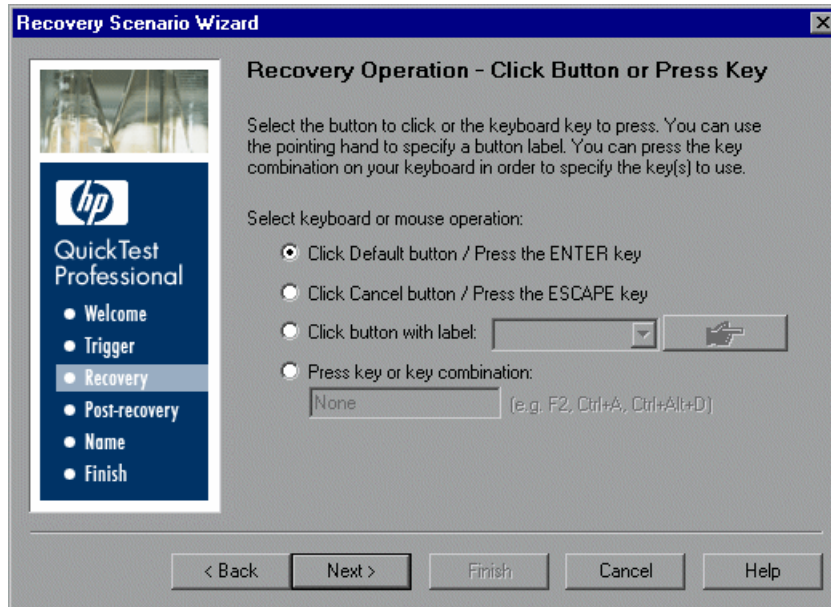 Recovery Scenario Wizard
Recovery Operation - Click Button or Press Key
Select the button to click or the keyboard key to press. You can use
the pointing hand to specify a button label. You can press the key
combination on your keyboard in order to specify the key(s) to use.
hp
QuickTest
Professional
Welcome
Trigger
Recovery
Post-recovery
Name
Finish
Select keyboard or mouse operation:
Click Default button / Press the ENTER key
Click Cancel button / Press the ESCAPE key
Click button with label:
Press key or key combination:
None (e.g. F2, Ctrl+A, Ctrl+Alt+D)
< Back Next > Finish Cancel Help